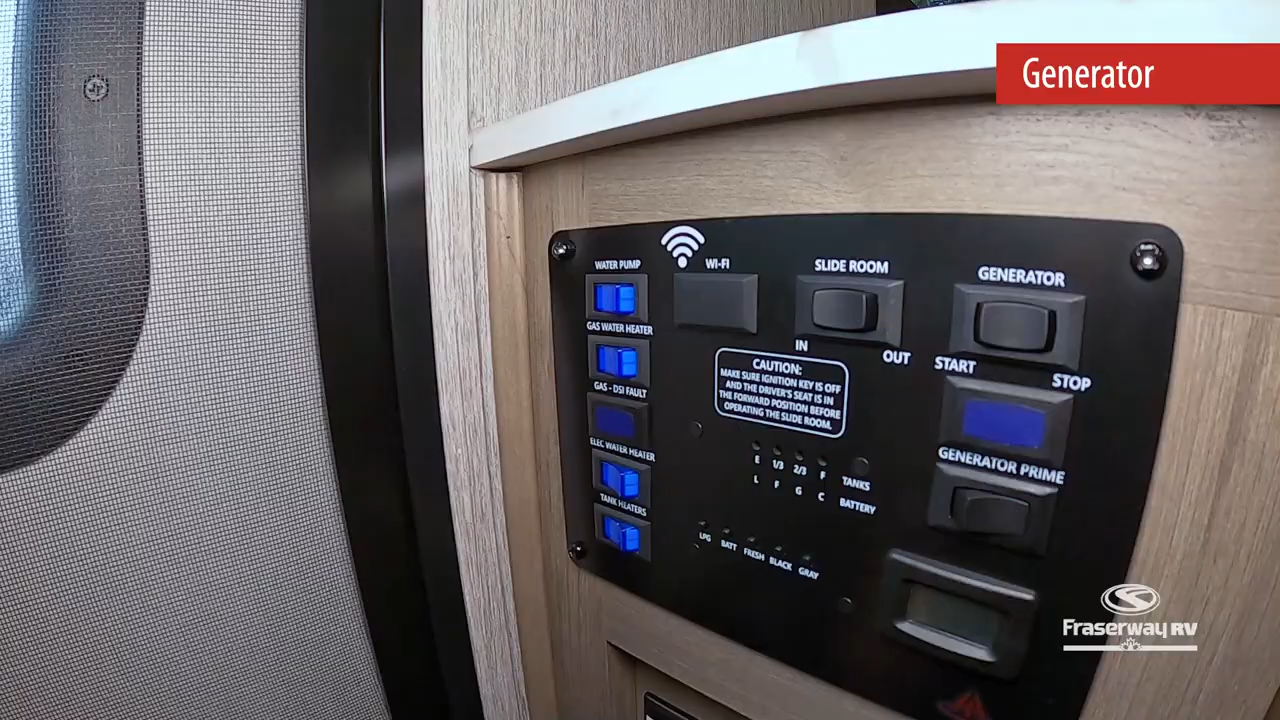 Generator
WATER PUMP
WI-FI
SLIDE ROOM
GENERATOR
GAS WATER HEATER
IN
OUT
START
STOP
CAUTION:
MAKE SURE IGNITION KEY IS OFF
AND THE DRIVER'S SEAT IS IN
THE FORWARD POSITION BEFORE
OPERATING THE SLIDE ROOM.
GAS - DSI FAULT
ELEC WATER HEATER
E 1/3 2/3 F TANKS
L F G C BATTERY
GENERATOR PRIME
TANK HEATERS
LPG BATT FRESH BLACK GRAY
Fraserway RV